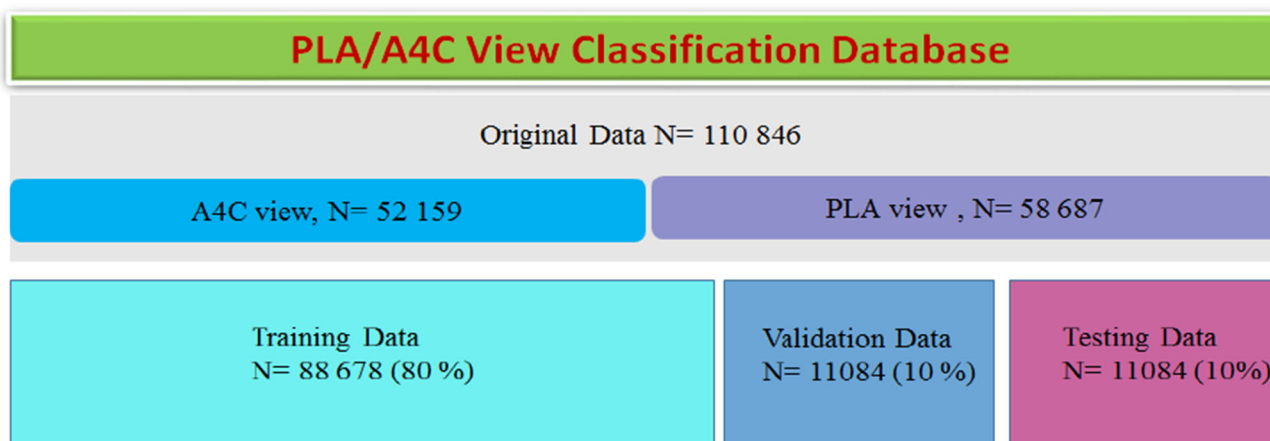 PLA/A4C View Classification Database
Original Data N= 110 846
A4C view, N= 52 159
PLA view , N= 58 687
Training Data
N= 88 678 (80 %)
Validation Data
N= 11084 (10 %)
Testing Data
N= 11084 (10%)